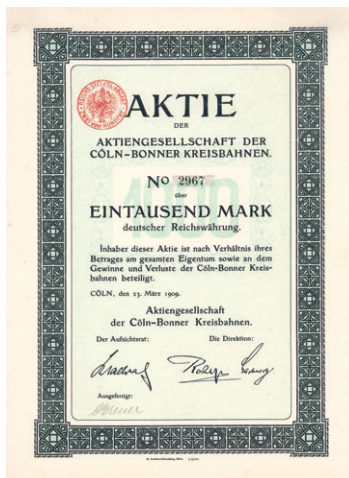 AKTIE
DER
AKTIENGESELLSCHAFT DER
CÖLN-BONNER KREISBAHNEN.
No 2967
über
EINTAUSEND MARK
deutscher Reichswährung.
Inhaber dieser Aktie ist nach Verhältnis ihres
Betrages am gesamten Eigentum sowie an dem
Gewinne und Verluste der Cöln-Bonner Kreis-
bahnen beteiligt.
CÖLN, den 23. März 1909.
Aktiengesellschaft
der Cöln-Bonner Kreisbahnen.
Der Aufsichtsrat: Die Direktion:
Ausgefertigt: